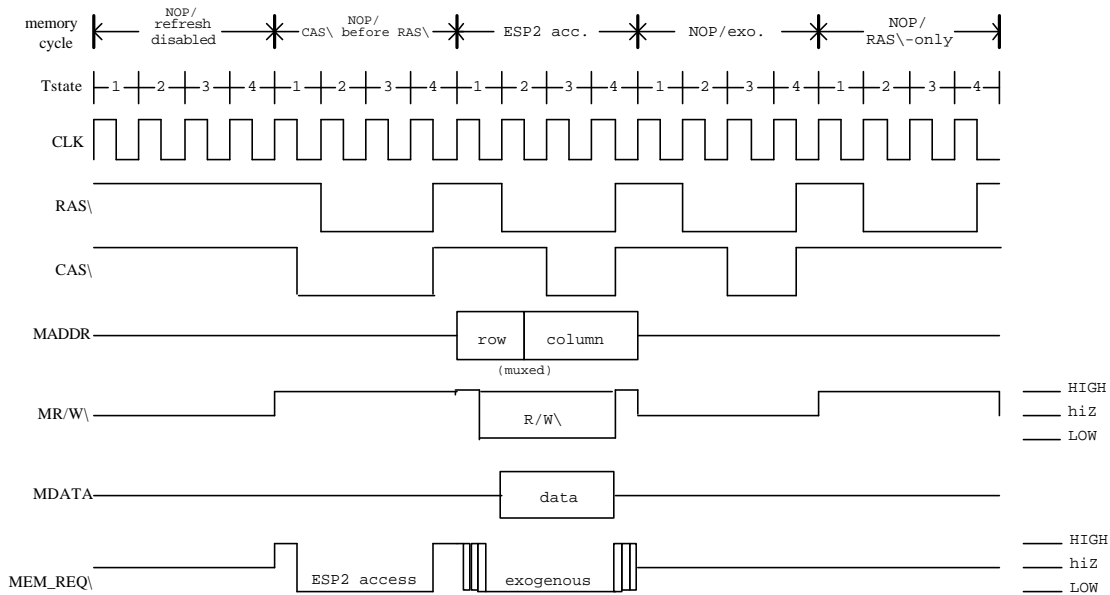 memory
cycle
NOP/
refresh
disabled
NOP/
CAS\ before RAS\
ESP2 acc.
NOP/exo.
NOP/
RAS\-only
Tstate 1 2 3 4 1 2 3 4 1 2 3 4 1 2 3 4 1 2 3 4
CLK
RAS\
CAS\
MADDR
row
column
(muxed)
MR/W\
R/W\
HIGH
hiZ
LOW
MDATA
data
MEM_REQ\
ESP2 access
exogenous
HIGH
hiZ
LOW